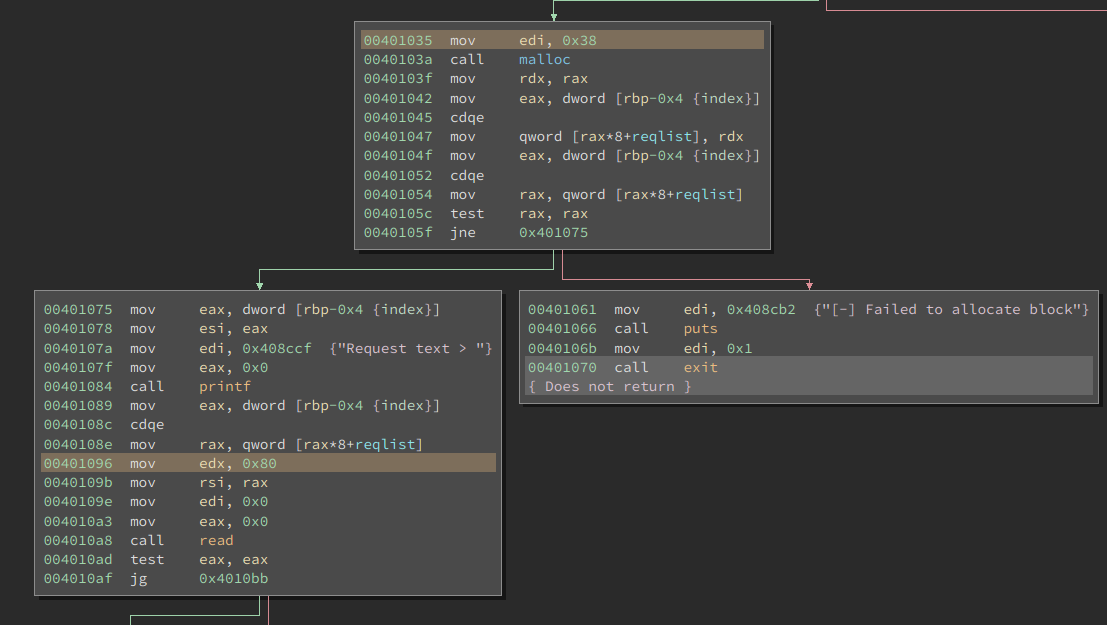 00401035 mov edi, 0x38
0040103a call malloc
0040103f mov rdx, rax
00401042 mov eax, dword [rbp-0x4 {index}]
00401045 cdqe
00401047 mov qword [rax*8+reqlist], rdx
0040104f mov eax, dword [rbp-0x4 {index}]
00401052 cdqe
00401054 mov rax, qword [rax*8+reqlist]
0040105c test rax, rax
0040105f jne 0x401075
00401075 mov eax, dword [rbp-0x4 {index}]
00401078 mov esi, eax
0040107a mov edi, 0x408ccf {"Request text > "}
0040107f mov eax, 0x0
00401084 call printf
00401089 mov eax, dword [rbp-0x4 {index}]
0040108c cdqe
0040108e mov rax, qword [rax*8+reqlist]
00401096 mov edx, 0x80
0040109b mov rsi, rax
0040109e mov edi, 0x0
004010a3 mov eax, 0x0
004010a8 call read
004010ad test eax, eax
004010af jg 0x4010bb
00401061 mov edi, 0x408cb2 {"[-] Failed to allocate block"}
00401066 call puts
0040106b mov edi, 0x1
00401070 call exit
{ Does not return }